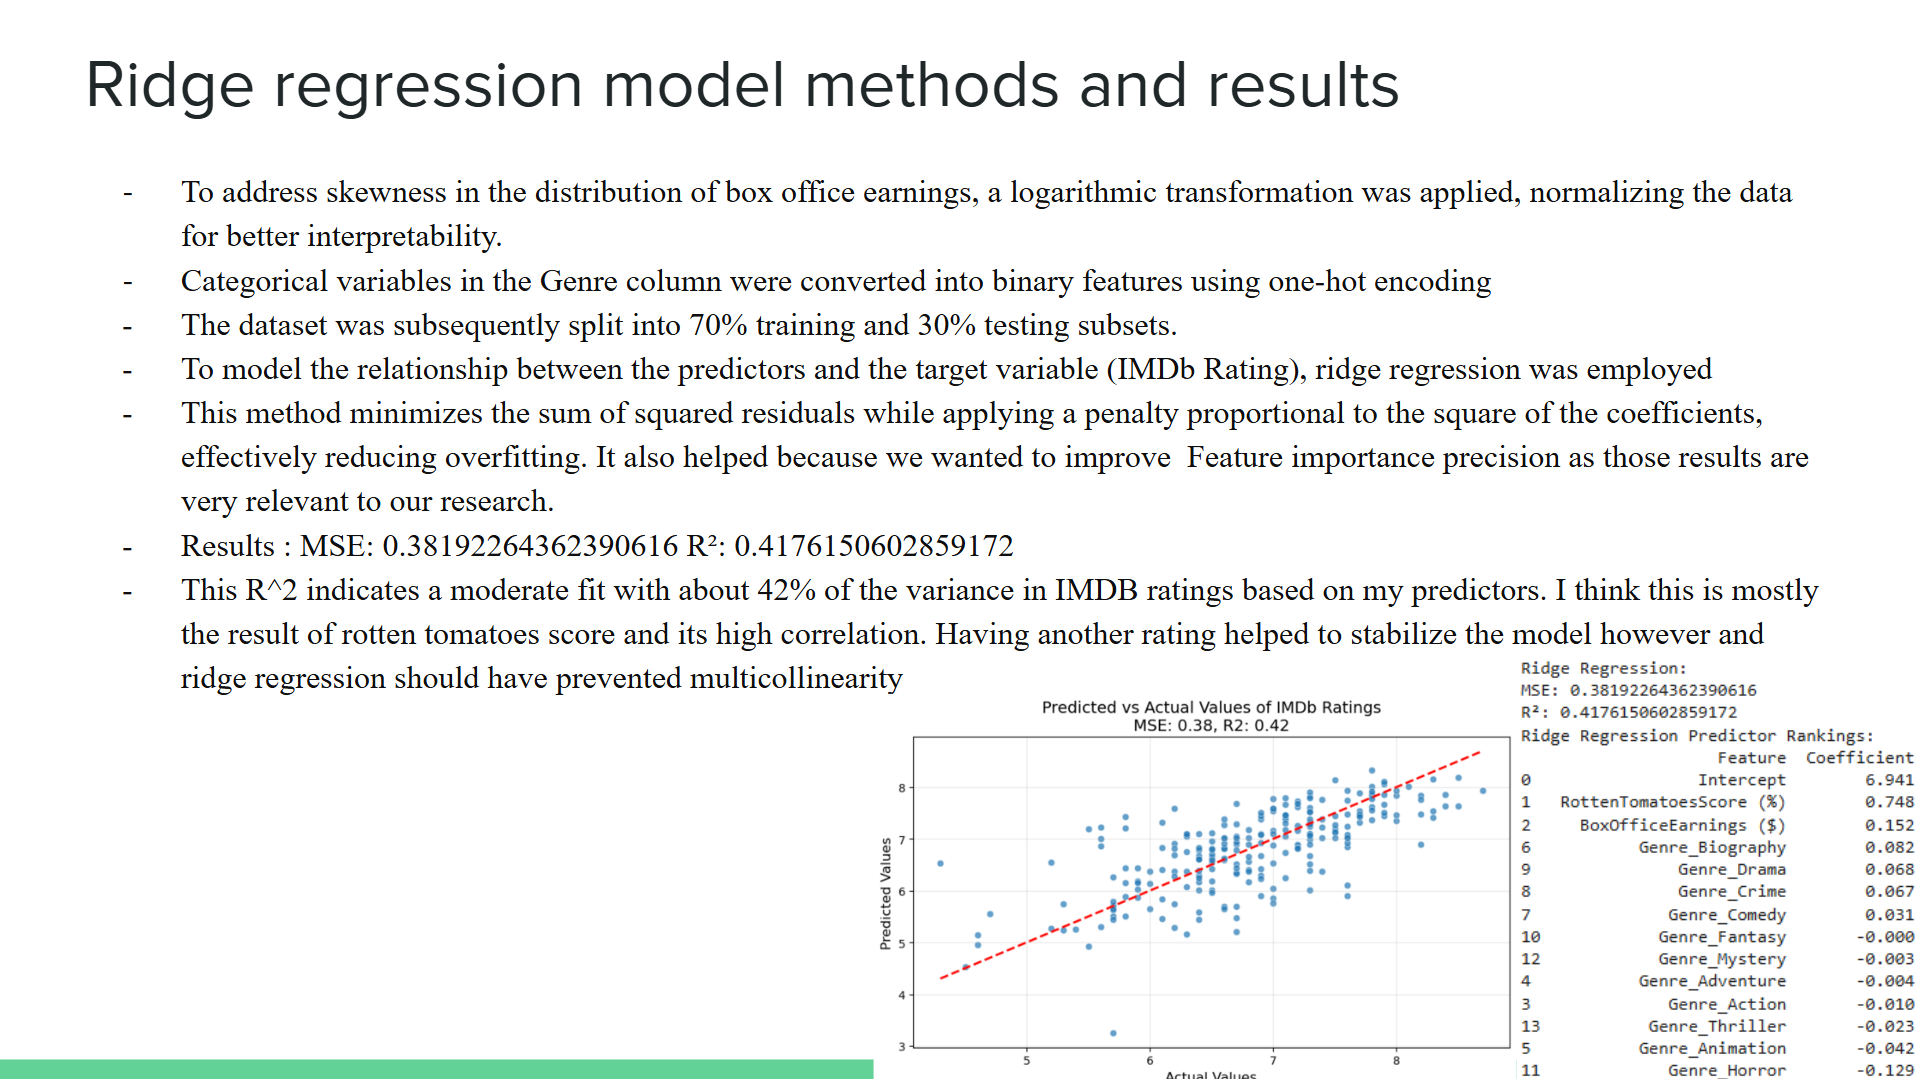 Ridge regression model methods and results
- To address skewness in the distribution of box office earnings, a logarithmic transformation was applied, normalizing the data
for better interpretability.
- Categorical variables in the Genre column were converted into binary features using one-hot encoding
- The dataset was subsequently split into 70% training and 30% testing subsets.
- To model the relationship between the predictors and the target variable (IMDb Rating), ridge regression was employed
- This method minimizes the sum of squared residuals while applying a penalty proportional to the square of the coefficients,
effectively reducing overfitting. It also helped because we wanted to improve  Feature importance precision as those results are
very relevant to our research.
- Results : MSE: 0.38192264362390616 R²: 0.4176150602859172
- This R^2 indicates a moderate fit with about 42% of the variance in IMDB ratings based on my predictors. I think this is mostly
the result of rotten tomatoes score and its high correlation. Having another rating helped to stabilize the model however and
ridge regression should have prevented multicollinearity
Predicted vs Actual Values of IMDb Ratings
MSE: 0.38, R2: 0.42
Predicted Values
8
7
6
5
4
3
5 6 7 8
Actual Values
Ridge Regression:
MSE: 0.38192264362390616
R²: 0.4176150602859172
Ridge Regression Predictor Rankings:
Feature Coefficient
0 Intercept 6.941
1 RottenTomatoesScore (%) 0.748
2 BoxOfficeEarnings ($) 0.152
6 Genre_Biography 0.082
9 Genre_Drama 0.068
8 Genre_Crime 0.067
7 Genre_Comedy 0.031
10 Genre_Fantasy -0.000
12 Genre_Mystery -0.003
4 Genre_Adventure -0.004
3 Genre_Action -0.010
13 Genre_Thriller -0.023
5 Genre_Animation -0.042
11 Genre_Horror -0.129